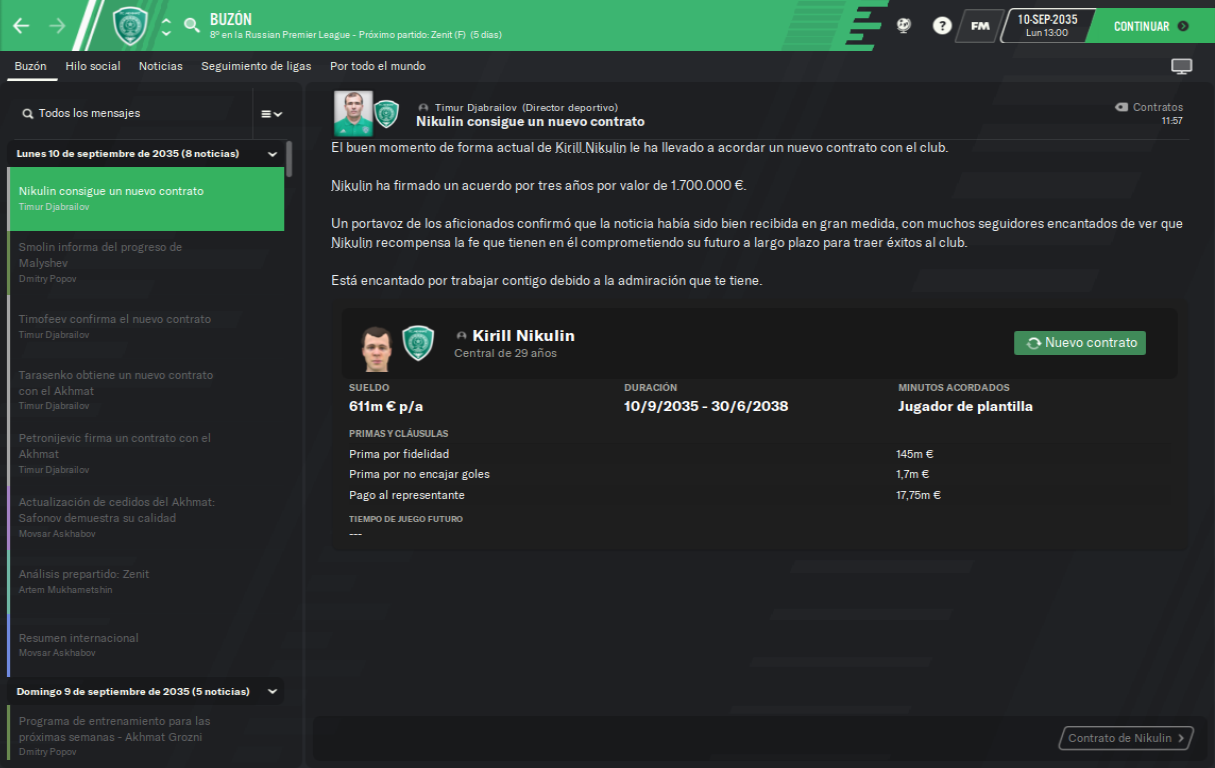 BUZÓN
8º en la Russian Premier League - Próximo partido: Zenit (F) (5 días)
?
FM
10-SEP-2035
Lun 13:00
CONTINUAR
Buzón
Hilo social
Noticias
Seguimiento de ligas
Por todo el mundo
Todos los mensajes
Lunes 10 de septiembre de 2035 (8 noticias)
Nikulin consigue un nuevo contrato
Timur Djabrailov
Smolin informa del progreso de
Malyshev
Dmitry Popov
Timofeev confirma el nuevo contrato
Timur Djabrailov
Tarasenko obtiene un nuevo contrato
con el Akhmat
Timur Djabrailov
Petronijevic firma un contrato con el
Akhmat
Timur Djabrailov
Actualización de cedidos del Akhmat:
Safonov demuestra su calidad
Movsar Askhabov
Análisis prepartido: Zenit
Artem Mukhametshin
Resumen internacional
Movsar Askhabov
Domingo 9 de septiembre de 2035 (5 noticias)
Programa de entrenamiento para las
próximas semanas - Akhmat Grozni
Dmitry Popov
Timur Djabrailov (Director deportivo)
Nikulin consigue un nuevo contrato
Contratos
11:57
El buen momento de forma actual de Kirill Nikulin le ha llevado a acordar un nuevo contrato con el club.
Nikulin ha firmado un acuerdo por tres años por valor de 1.700.000 €.
Un portavoz de los aficionados confirmó que la noticia había sido bien recibida en gran medida, con muchos seguidores encantados de ver que
Nikulin recompensa la fe que tienen en él comprometiendo su futuro a largo plazo para traer éxitos al club.
Está encantado por trabajar contigo debido a la admiración que te tiene.
Kirill Nikulin
Central de 29 años
Nuevo contrato
SUELDO
611m € p/a
DURACIÓN
10/9/2035 - 30/6/2038
MINUTOS ACORDADOS
Jugador de plantilla
PRIMAS Y CLÁUSULAS
Prima por fidelidad 145m €
Prima por no encajar goles 1,7m €
Pago al representante 17,75m €
TIEMPO DE JUEGO FUTURO
---
Contrato de Nikulin